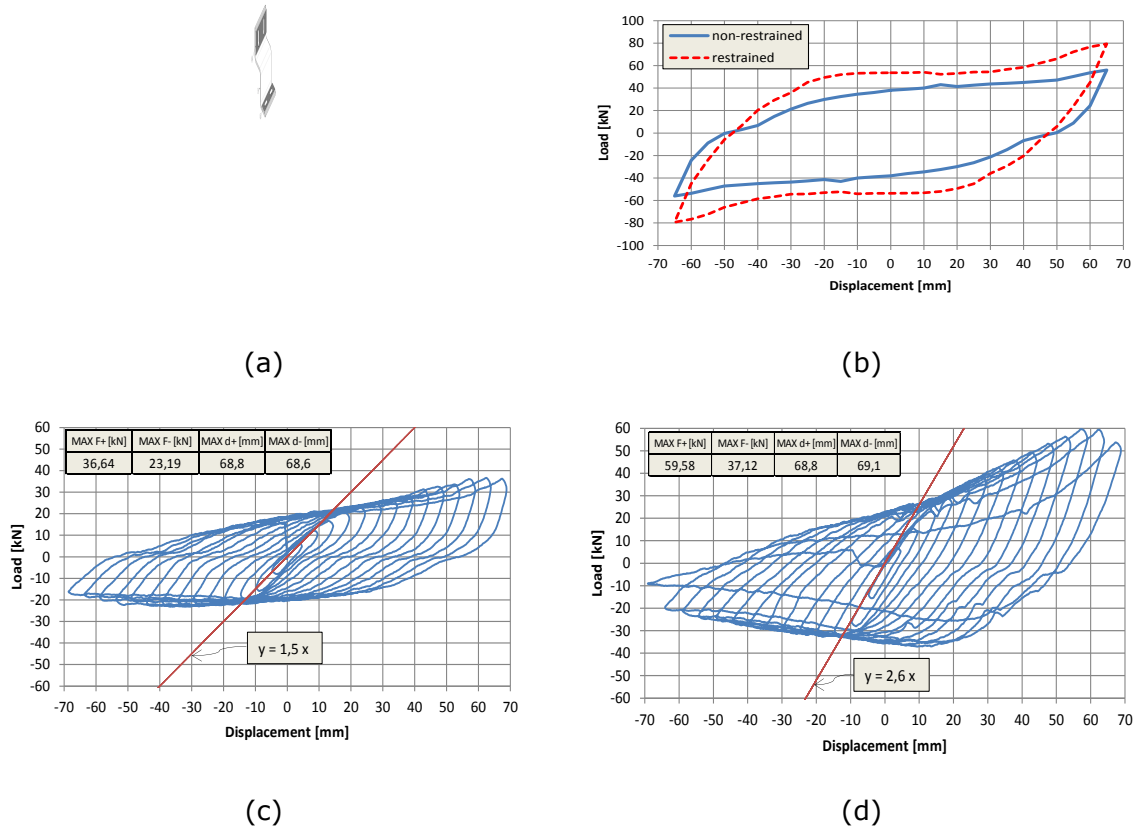 (a)
non-restrained
restrained
100
80
60
40
20
0
-20
-40
-60
-80
-100
-70 -60 -50 -40 -30 -20 -10 0 10 20 30 40 50 60 70
Load [kN]
Displacement [mm]
(b)
MAX F+ [kN] MAX F- [kN] MAX d+ [mm] MAX d- [mm]
36,64 23,19 68,8 68,6
60
50
40
30
20
10
0
-10
-20
-30
-40
-50
-60
-70 -60 -50 -40 -30 -20 -10 0 10 20 30 40 50 60 70
Load [kN]
Displacement [mm]
y = 1,5 x
(c)
MAX F+ [kN] MAX F- [kN] MAX d+ [mm] MAX d- [mm]
59,58 37,12 68,8 69,1
60
50
40
30
20
10
0
-10
-20
-30
-40
-50
-60
-70 -60 -50 -40 -30 -20 -10 0 10 20 30 40 50 60 70
Load [kN]
Displacement [mm]
y = 2,6 x
(d)